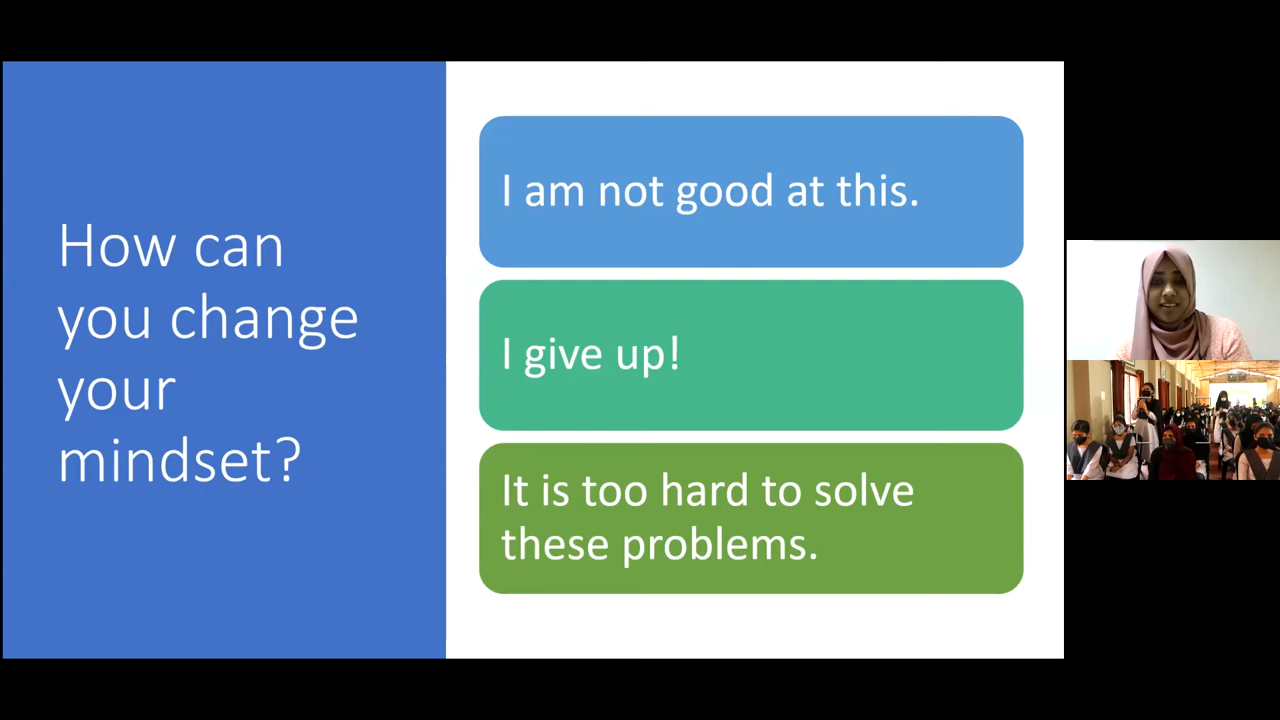 How can
you change
your
mindset?
I am not good at this.
I give up!
It is too hard to solve
these problems.